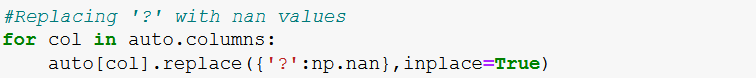 #Replacing '?' with nan values
for col in auto.columns:
    auto[col].replace({'?':np.nan},inplace=True)